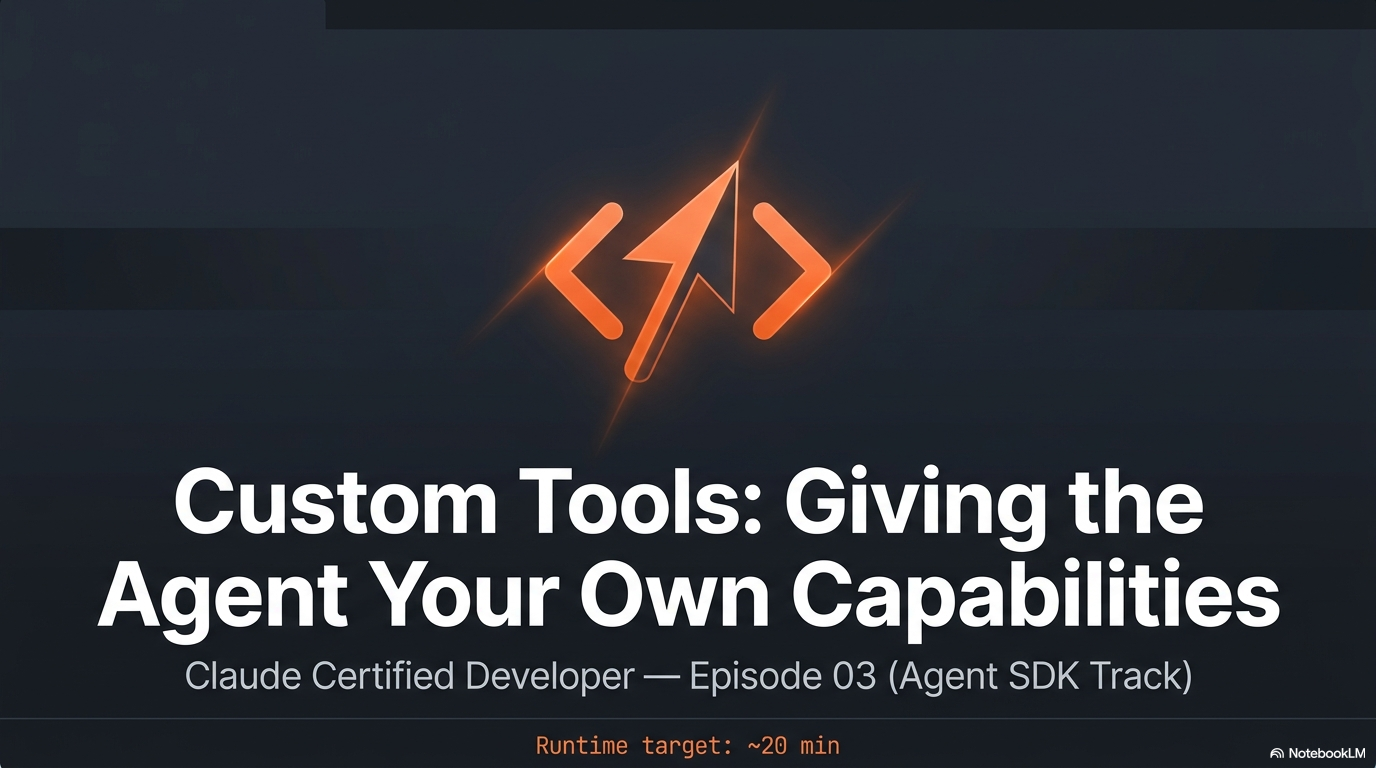 Custom Tools: Giving the
Agent Your Own Capabilities
Claude Certified Developer — Episode 03 (Agent SDK Track)
Runtime target: ~20 min
NotebookLM